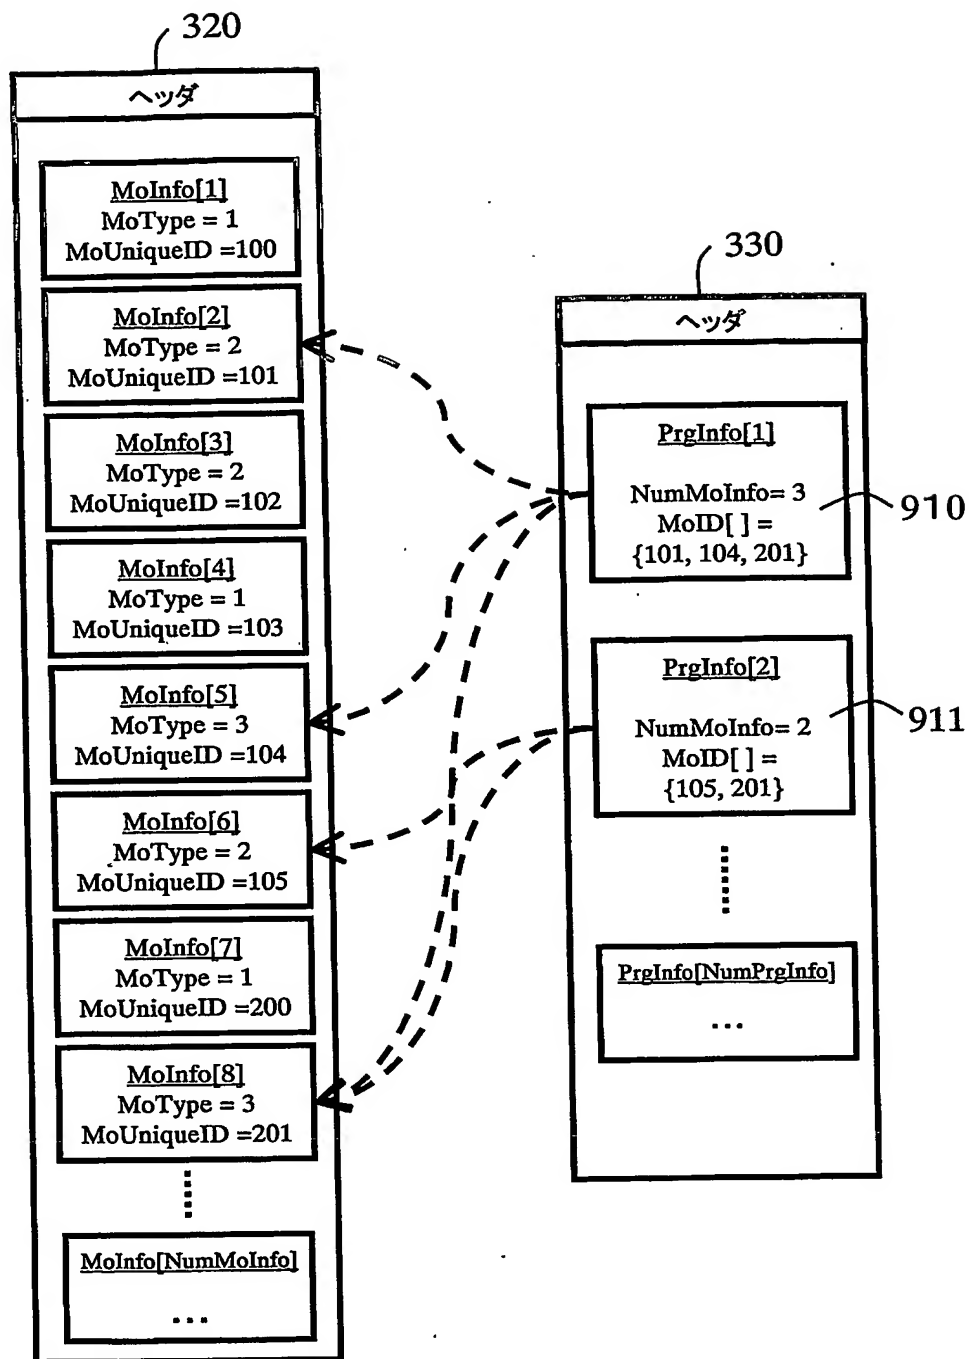 320
ヘッダ
MoInfo[1]
MoType = 1
MoUniqueID =100
MoInfo[2]
MoType = 2
MoUniqueID =101
MoInfo[3]
MoType = 2
MoUniqueID =102
MoInfo[4]
MoType = 1
MoUniqueID =103
MoInfo[5]
MoType = 3
MoUniqueID =104
MoInfo[6]
MoType = 2
MoUniqueID =105
MoInfo[7]
MoType = 1
MoUniqueID =200
MoInfo[8]
MoType = 3
MoUniqueID =201
MoInfo[NumMoInfo]
...
330
ヘッダ
PrgInfo[1]
NumMoInfo= 3
MoID[ ] =
{101, 104, 201}
910
PrgInfo[2]
NumMoInfo= 2
MoID[ ] =
{105, 201}
911
PrgInfo[NumPrgInfo]
...